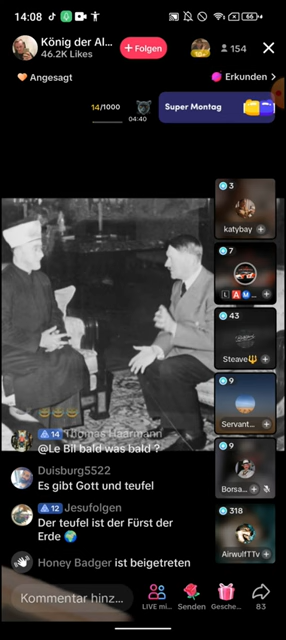 14:08
66
König der Al...
46.2K Likes
+ Folgen
154
Angesagt
Erkunden >
14/1000
04:40
Super Montag
3
katybay
7
L A M ...
43
Steave
9
Servant...
9
Borsa...
318
AirwulfTTv
14 Thomas Haarmann
@Le Bil bald was bald ?
Duisburg5522
Es gibt Gott und teufel
12 Jesufolgen
Der teufel ist der Fürst der
Erde
Honey Badger ist beigetreten
Kommentar hinz...
LIVE mi...
Senden
Gesche...
83